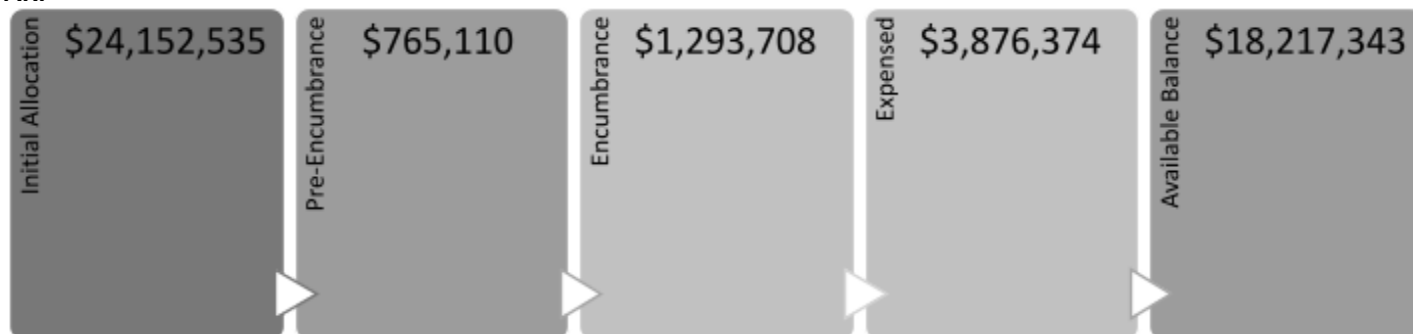 Initial Allocation
$24,152,535
Pre-Encumbrance
$765,110
Encumbrance
$1,293,708
Expensed
$3,876,374
Available Balance
$18,217,343